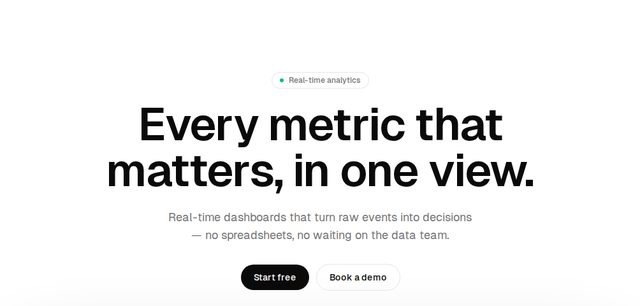 Real-time analytics
Every metric that
matters, in one view.
Real-time dashboards that turn raw events into decisions
— no spreadsheets, no waiting on the data team.
Start free
Book a demo